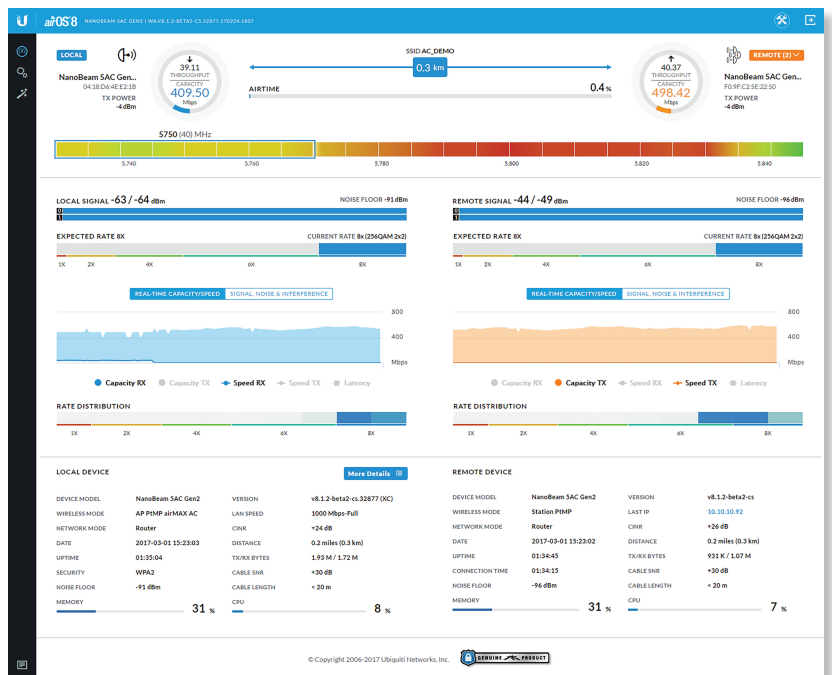 airOS 8 NANOBEAM 5AC GEN2 | WA.V8.1.2-BETA2-CS.32877.170224.1807
LOCAL
NanoBeam 5AC Gen...
04:18:D6:4E:E2:1B
TX POWER
-4 dBm
39.11
THROUGHPUT
CAPACITY
409.50
Mbps
SSID AC_DEMO
0.3 km
AIRTIME 0.4 %
40.37
THROUGHPUT
CAPACITY
498.42
Mbps
REMOTE (2)
NanoBeam 5AC Gen...
F0:9F:C2:5E:22:50
TX POWER
-4 dBm
5750 (40) MHz
5,740 5,760 5,780 5,800 5,820 5,840
LOCAL SIGNAL -63 / -64 dBm NOISE FLOOR -91 dBm
0
1
EXPECTED RATE 8X CURRENT RATE 8x (256QAM 2x2)
1X 2X 4X 6X 8X
REAL-TIME CAPACITY/SPEED SIGNAL, NOISE & INTERFERENCE
800
400
Mbps
Capacity RX Capacity TX Speed RX Speed TX Latency
RATE DISTRIBUTION
1X 2X 4X 6X 8X
REMOTE SIGNAL -44 / -49 dBm NOISE FLOOR -96 dBm
0
1
EXPECTED RATE 8X CURRENT RATE 8x (256QAM 2x2)
1X 2X 4X 6X 8X
REAL-TIME CAPACITY/SPEED SIGNAL, NOISE & INTERFERENCE
800
400
Mbps
Capacity RX Capacity TX Speed RX Speed TX Latency
RATE DISTRIBUTION
1X 2X 4X 6X 8X
LOCAL DEVICE More Details
DEVICE MODEL NanoBeam 5AC Gen2 VERSION v8.1.2-beta2-cs.32877 (XC)
WIRELESS MODE AP PtMP airMAX AC LAN SPEED 1000 Mbps-Full
NETWORK MODE Router CINR +24 dB
DATE 2017-03-01 15:23:03 DISTANCE 0.2 miles (0.3 km)
UPTIME 01:35:04 TX/RX BYTES 1.93 M / 1.72 M
SECURITY WPA2 CABLE SNR +30 dB
NOISE FLOOR -91 dBm CABLE LENGTH < 20 m
MEMORY 31 % CPU 8 %
REMOTE DEVICE
DEVICE MODEL NanoBeam 5AC Gen2 VERSION v8.1.2-beta2-cs
WIRELESS MODE Station PtMP LAST IP 10.10.10.92
NETWORK MODE Router CINR +26 dB
DATE 2017-03-01 15:23:02 DISTANCE 0.2 miles (0.3 km)
UPTIME 01:34:45 TX/RX BYTES 931 K / 1.07 M
CONNECTION TIME 01:34:15 CABLE SNR +30 dB
NOISE FLOOR -96 dBm CABLE LENGTH < 20 m
MEMORY 31 % CPU 7 %
© Copyright 2006-2017 Ubiquiti Networks, Inc. GENUINE PRODUCT